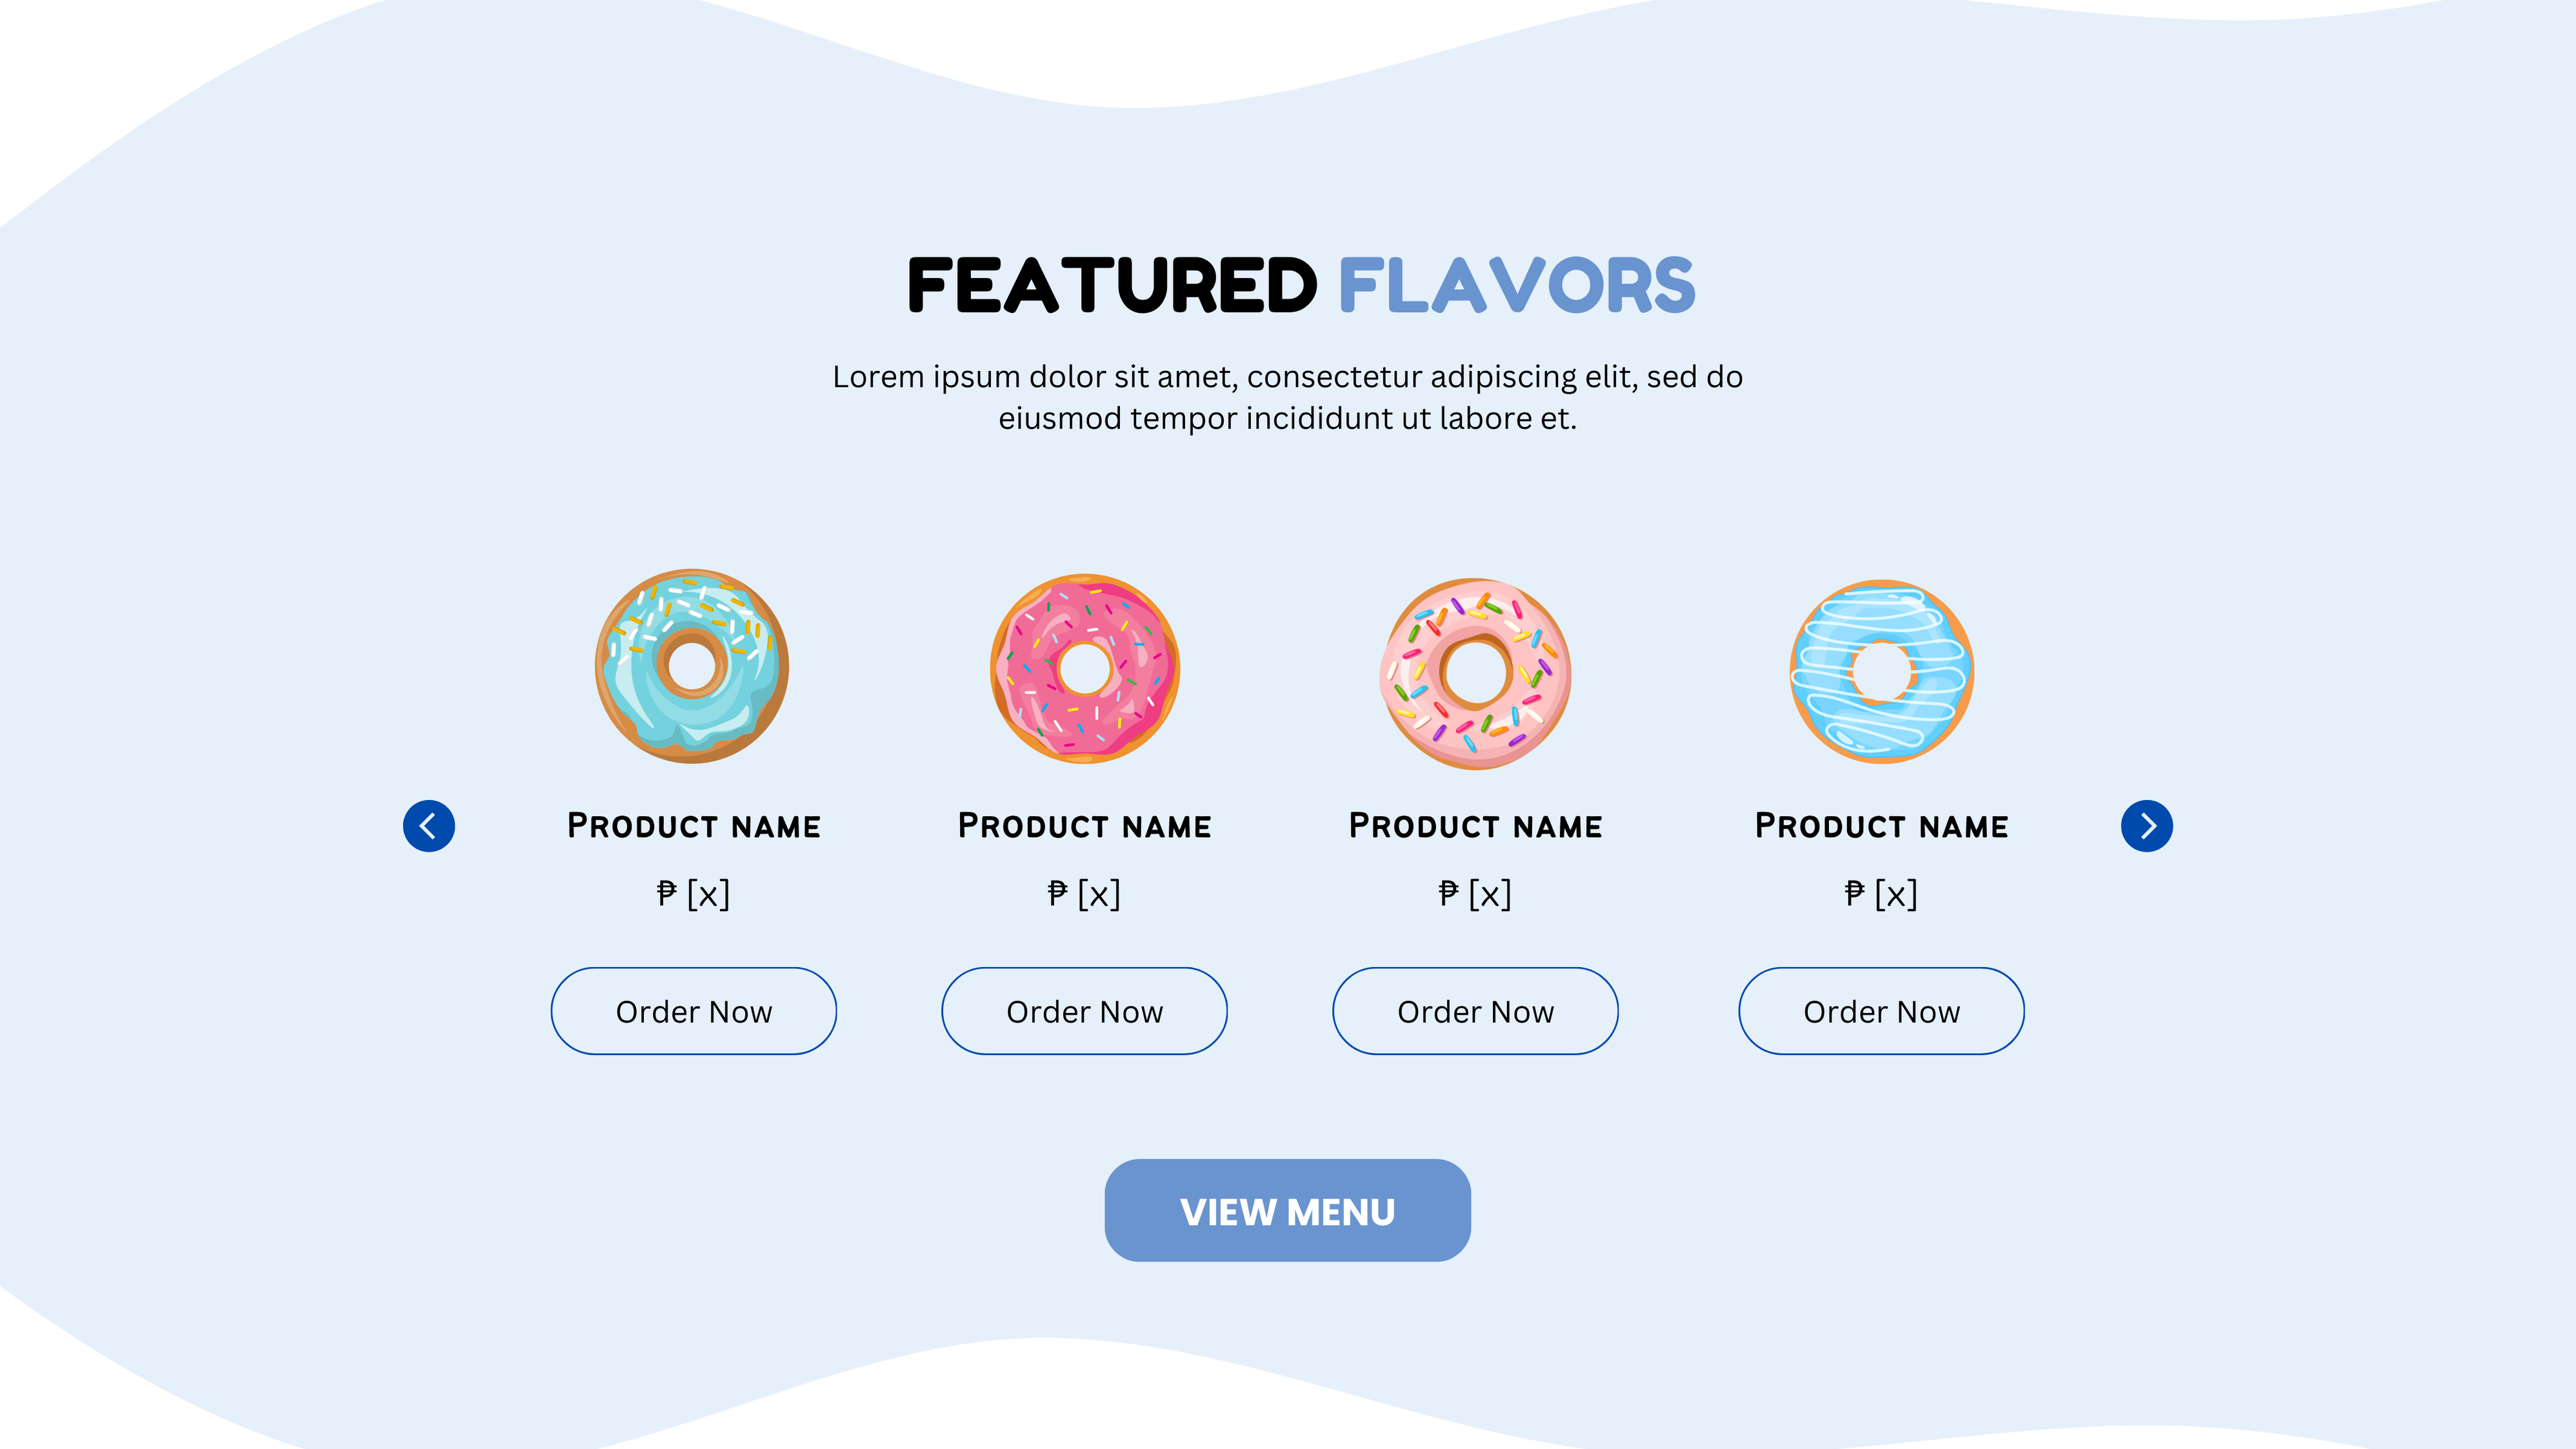 FEATURED FLAVORS
Lorem ipsum dolor sit amet, consectetur adipiscing elit, sed do
eiusmod tempor incididunt ut labore et.
Product name
₱ [x]
Order Now
Product name
₱ [x]
Order Now
Product name
₱ [x]
Order Now
Product name
₱ [x]
Order Now
VIEW MENU